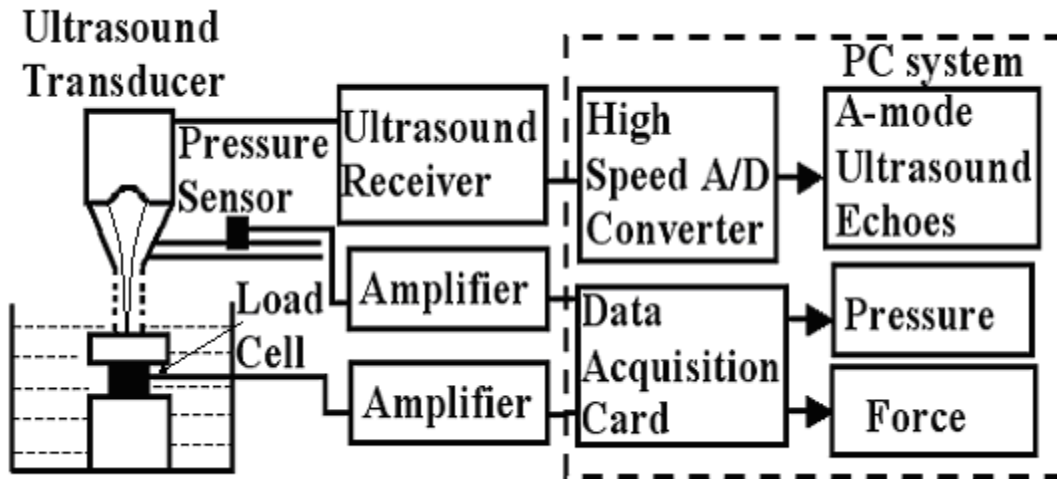 Ultrasound
Transducer
Pressure
Sensor
Ultrasound
Receiver
PC system
High
Speed A/D
Converter
A-mode
Ultrasound
Echoes
Load
Cell
Amplifier
Amplifier
Data
Acquisition
Card
Pressure
Force